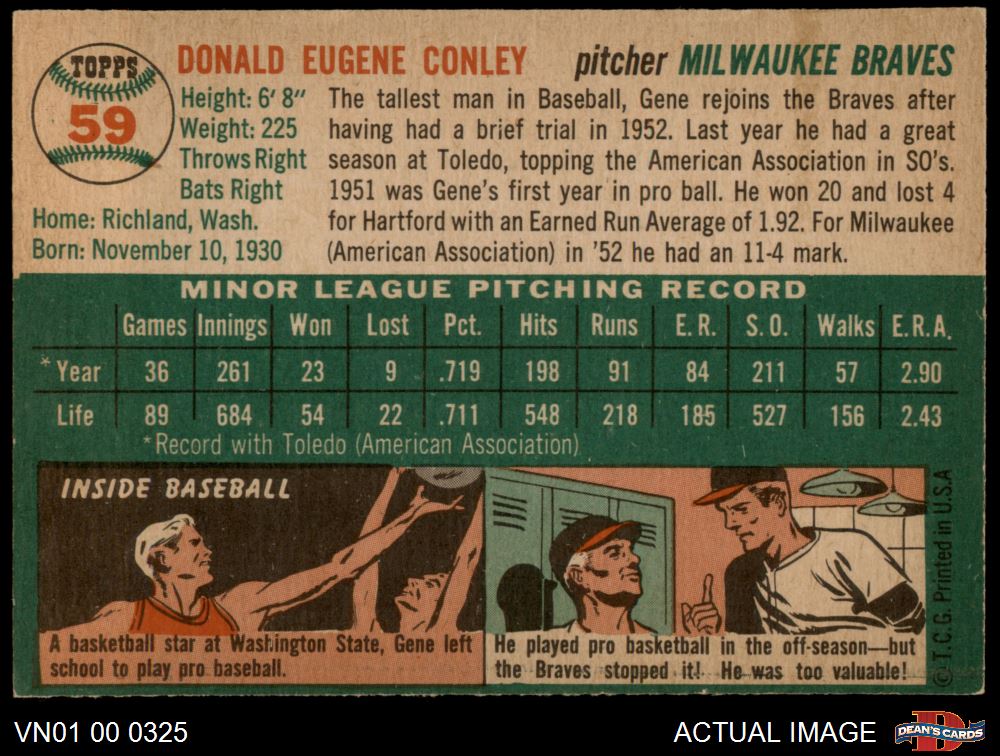 TOPPS
59
DONALD EUGENE CONLEY pitcher MILWAUKEE BRAVES
Height: 6' 8"
Weight: 225
Throws Right
Bats Right
Home: Richland, Wash.
Born: November 10, 1930
The tallest man in Baseball, Gene rejoins the Braves after
having had a brief trial in 1952. Last year he had a great
season at Toledo, topping the American Association in SO's.
1951 was Gene's first year in pro ball. He won 20 and lost 4
for Hartford with an Earned Run Average of 1.92. For Milwaukee
(American Association) in '52 he had an 11-4 mark.
MINOR LEAGUE PITCHING RECORD
Games Innings Won Lost Pct. Hits Runs E.R. S.O. Walks E.R.A.
* Year 36 261 23 9 .719 198 91 84 211 57 2.90
Life 89 684 54 22 .711 548 218 185 527 156 2.43
*Record with Toledo (American Association)
INSIDE BASEBALL
A basketball star at Washington State, Gene left
school to play pro baseball.
He played pro basketball in the off-season—but
the Braves stopped it! He was too valuable!
© T.C.G. Printed in U.S.A
VN01 00 0325
ACTUAL IMAGE
DEAN'S CARDS